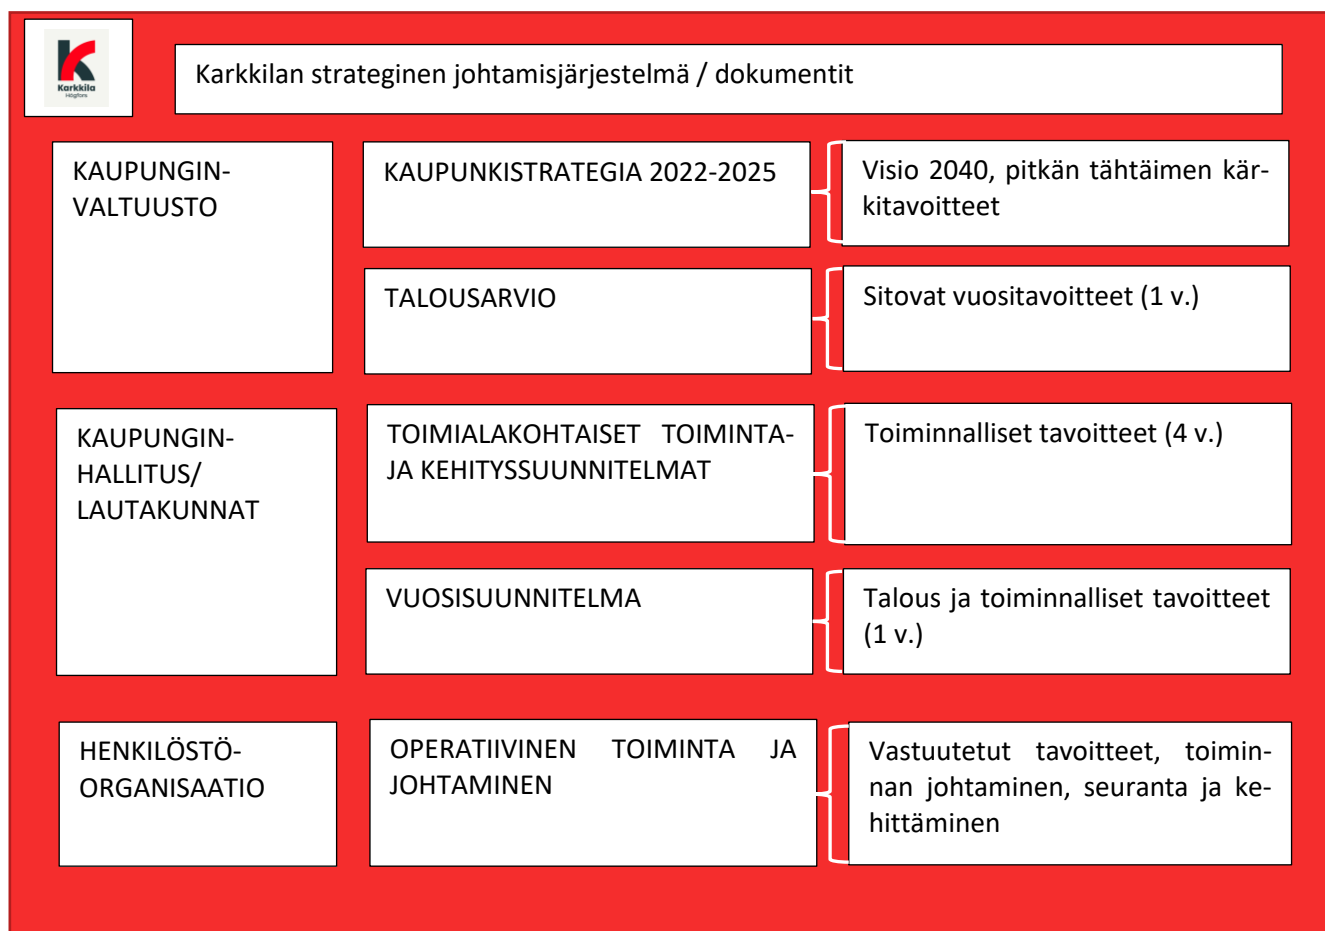 Karkkila
Högfors
Karkkilan strateginen johtamisjärjestelmä / dokumentit
KAUPUNGIN-
VALTUUSTO
KAUPUNKISTRATEGIA 2022-2025
Visio 2040, pitkän tähtäimen kär-
kitavoitteet
TALOUSARVIO
Sitovat vuositavoitteet (1 v.)
KAUPUNGIN-
HALLITUS/
LAUTAKUNNAT
TOIMIALAKOHTAISET TOIMINTA-
JA KEHITYSSUUNNITELMAT
Toiminnalliset tavoitteet (4 v.)
VUOSISUUNNITELMA
Talous ja toiminnalliset tavoitteet
(1 v.)
HENKILÖSTÖ-
ORGANISAATIO
OPERATIIVINEN TOIMINTA JA
JOHTAMINEN
Vastuutetut tavoitteet, toimin-
nan johtaminen, seuranta ja ke-
hittäminen